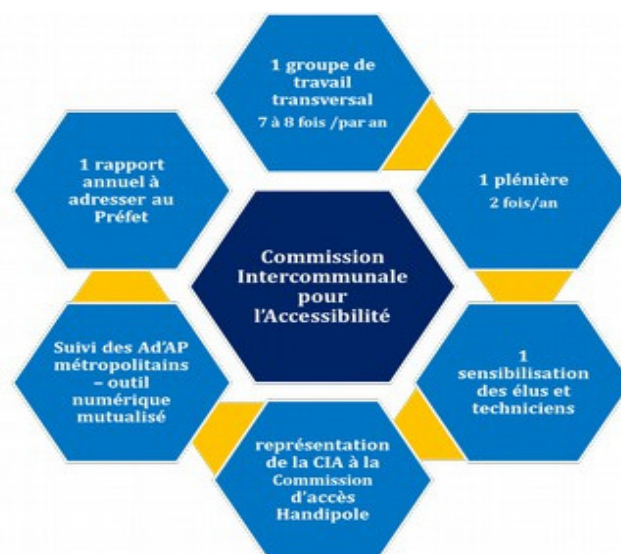 1 groupe de
travail
transversal
7 à 8 fois /par an
1 rapport
annuel à
adresser au
Préfet
1 plénière
2 fois/an
Commission
Intercommunale
pour
l'Accessibilité
Suivi des Ad'AP
métropolitains
– outil
numérique
mutualisé
1
sensibilisation
des élus et
techniciens
représentation
de la CIA à la
Commission
d'accès
Handipole